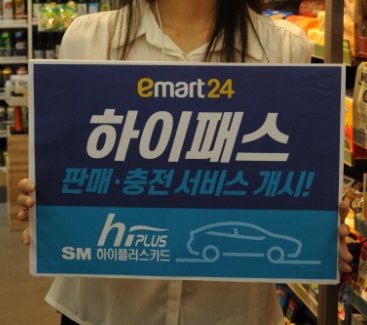 emart24
하이패스
판매·충전 서비스 개시!
hi PLUS
SM 하이플러스카드